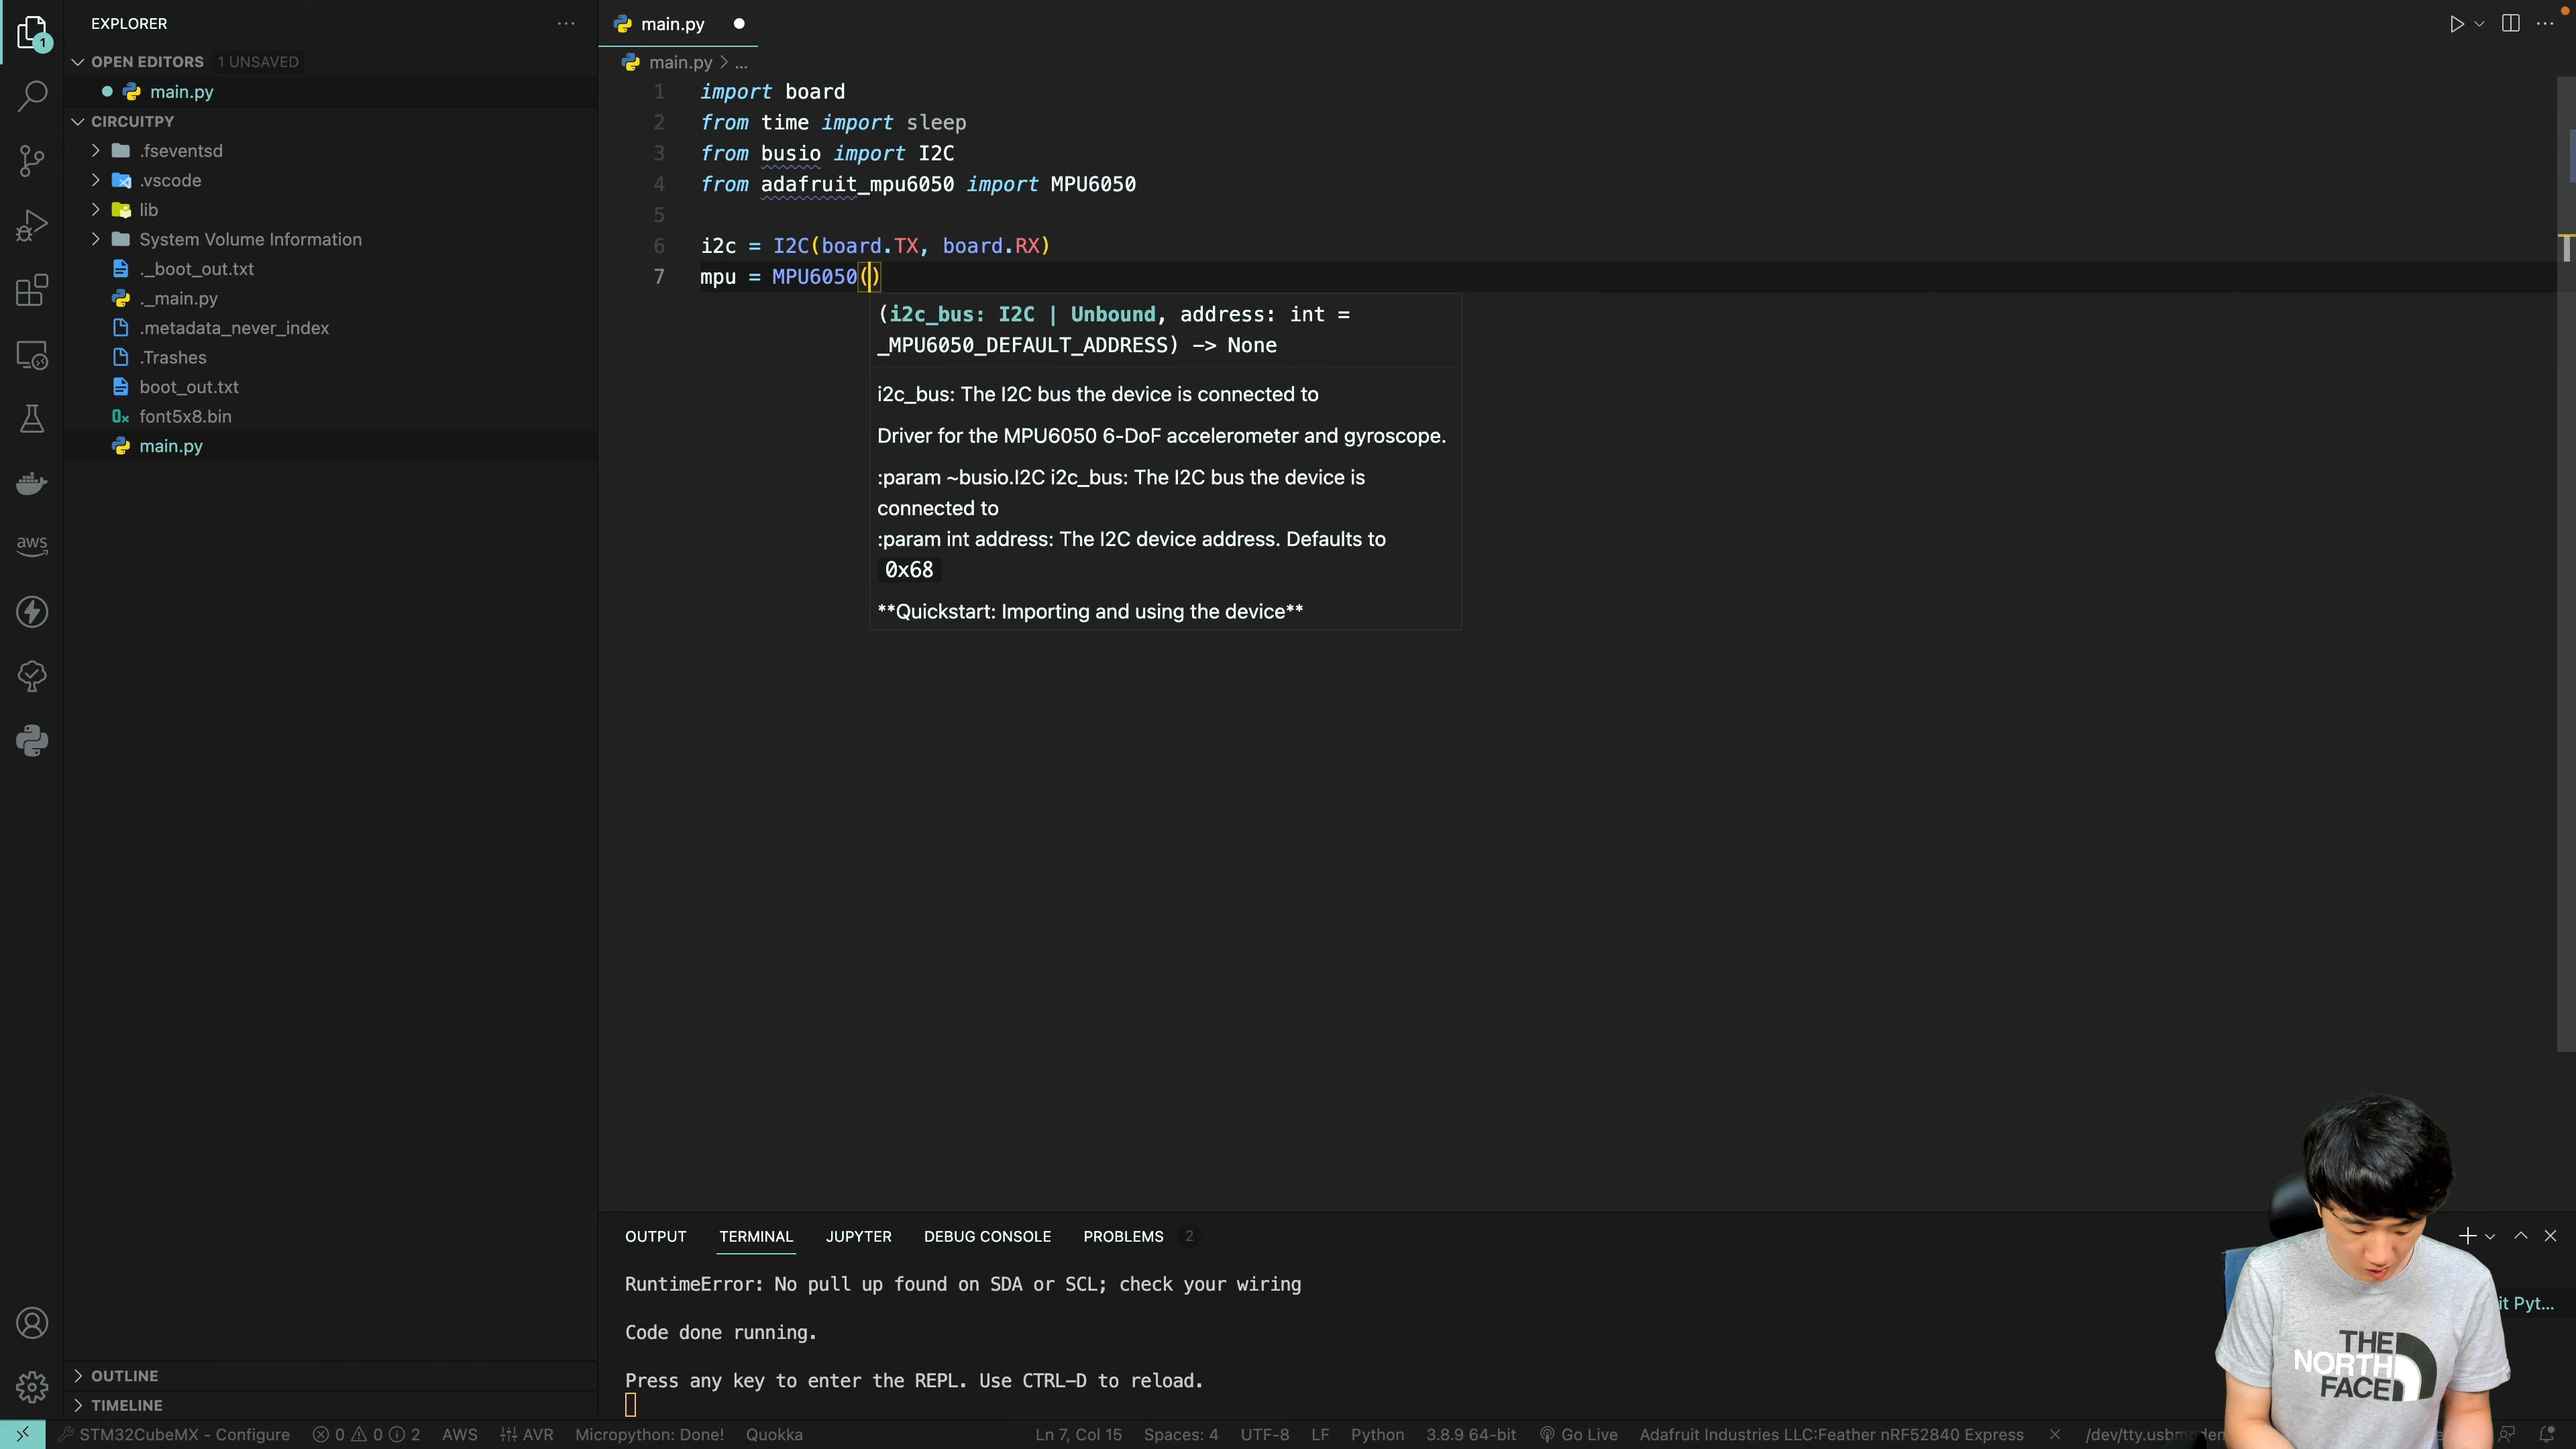 EXPLORER
OPEN EDITORS 1 UNSAVED
main.py
CIRCUITPY
.fseventsd
.vscode
lib
System Volume Information
._boot_out.txt
._main.py
.metadata_never_index
.Trashes
boot_out.txt
font5x8.bin
main.py
OUTLINE
TIMELINE
1
aws
main.py
main.py > ...
1 import board
2 from time import sleep
3 from busio import I2C
4 from adafruit_mpu6050 import MPU6050
5
6 i2c = I2C(board.TX, board.RX)
7 mpu = MPU6050()
(i2c_bus: I2C | Unbound, address: int =
_MPU6050_DEFAULT_ADDRESS) -> None
i2c_bus: The I2C bus the device is connected to
Driver for the MPU6050 6-DoF accelerometer and gyroscope.
:param ~busio.I2C i2c_bus: The I2C bus the device is
connected to
:param int address: The I2C device address. Defaults to
0x68
**Quickstart: Importing and using the device**
OUTPUT TERMINAL JUPYTER DEBUG CONSOLE PROBLEMS 2
RuntimeError: No pull up found on SDA or SCL; check your wiring
Code done running.
Press any key to enter the REPL. Use CTRL-D to reload.
THE
NORTH
FACE
STM32CubeMX - Configure 0 0 2 AWS AVR Micropython: Done! Quokka Ln 7, Col 15 Spaces: 4 UTF-8 LF Python 3.8.9 64-bit Go Live Adafruit Industries LLC:Feather nRF52840 Express